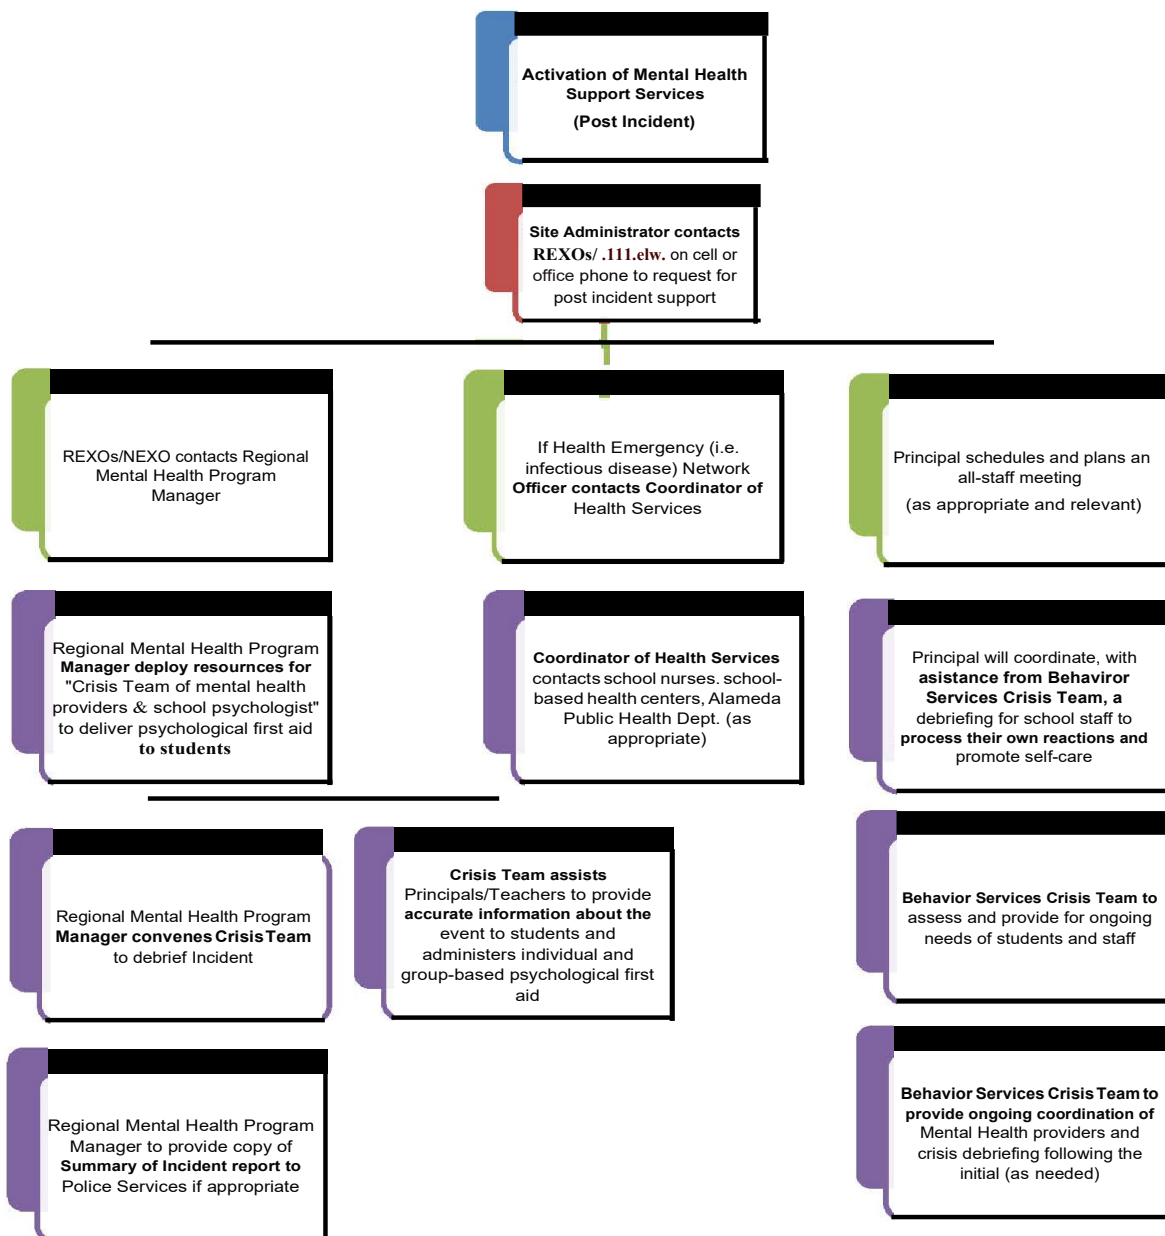 Activation of Mental Health
Support Services
(Post Incident)
Site Administrator contacts
REXOs/ .111.elw. on cell or
office phone to request for
post incident support
REXOs/NEXO contacts Regional
Mental Health Program
Manager
If Health Emergency (i.e.
infectious disease) Network
Officer contacts Coordinator of
Health Services
Principal schedules and plans an
all-staff meeting
(as appropriate and relevant)
Regional Mental Health Program
Manager deploy resournces for
"Crisis Team of mental health
providers & school psychologist"
to deliver psychological first aid
to students
Coordinator of Health Services
contacts school nurses. school-
based health centers, Alameda
Public Health Dept. (as
appropriate)
Principal will coordinate, with
asistance from Behaviror
Services Crisis Team, a
debriefing for school staff to
process their own reactions and
promote self-care
Regional Mental Health Program
Manager convenes Crisis Team
to debrief Incident
Crisis Team assists
Principals/Teachers to provide
accurate information about the
event to students and
administers individual and
group-based psychological first
aid
Behavior Services Crisis Team to
assess and provide for ongoing
needs of students and staff
Regional Mental Health Program
Manager to provide copy of
Summary of Incident report to
Police Services if appropriate
Behavior Services Crisis Team to
provide ongoing coordination of
Mental Health providers and
crisis debriefing following the
initial (as needed)